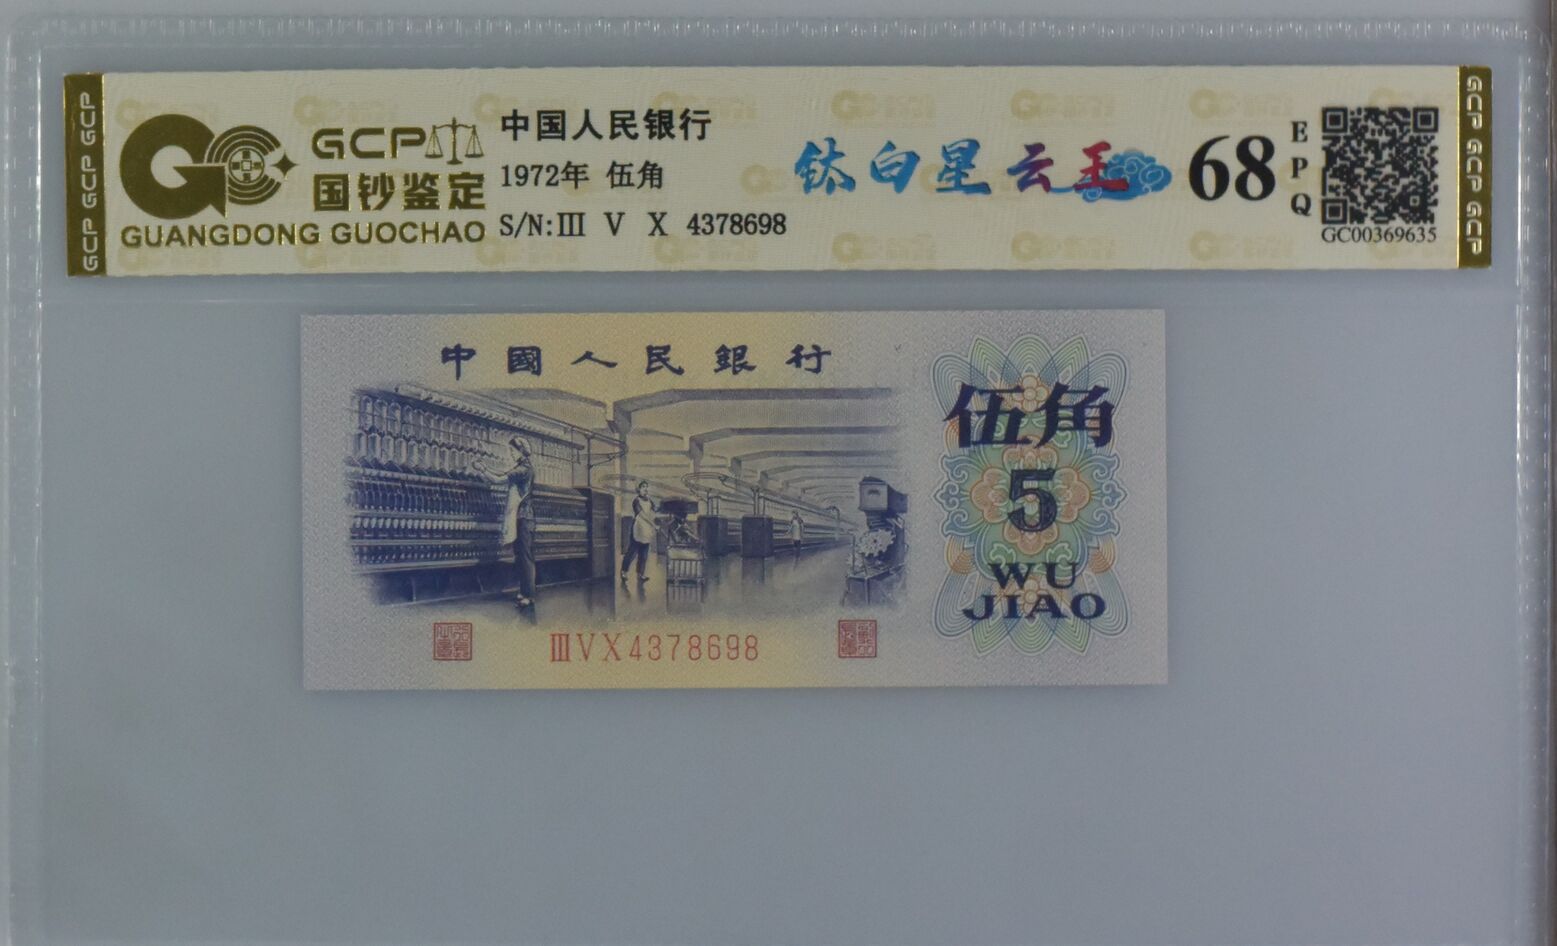 GCP GCP GCP
GCP
国钞鉴定
GUANGDONG GUOCHAO
中国人民银行
1972年 伍角
S/N:Ⅲ V X 4378698
钛白星云王
68
EPQ
GC00369635
GCP GCP GCP
中國人民銀行
伍角
5
WU
JIAO
ⅢVX4378698